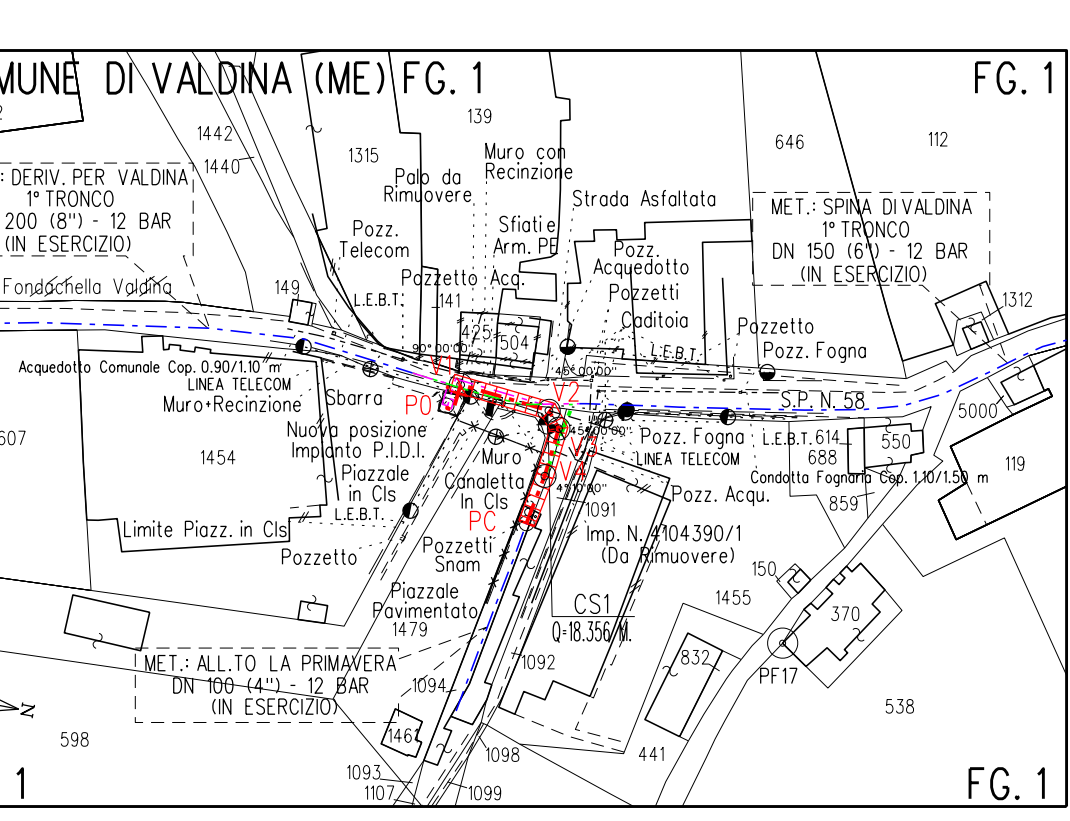 MUNE DI VALDINA (ME) FG. 1
FG. 1
1442
1440
139
1315
646
112
: DERIV. PER VALDINA
1° TRONCO
200 (8") - 12 BAR
(IN ESERCIZIO)
Palo da
Rimuovere
Muro con
Recinzione
Strada Asfaltata
MET.: SPINA DI VALDINA
1° TRONCO
DN 150 (6") - 12 BAR
(IN ESERCIZIO)
Pozz.
Telecom
Sfiati e
Arm. PE
Pozz.
Acquedotto
Pozzetto Acq.
Pozzetti
Caditoia
Fondachella Valdina
149
L.E.B.T.
141
1312
Pozzetto
425
504
90° 00'00"
L.E.B.T.
Pozz. Fogna
Acquedotto Comunale Cop. 0.90/1.10 m
V1
45° 00'00"
LINEA TELECOM
Muro+Recinzione
Sbarra
P0
V2
S.P. N. 58
5000
607
Nuova posizione
Impianto P.I.D.I.
45° 00'00"
V3
Pozz. Fogna
LINEA TELECOM
L.E.B.T.
614
688
550
119
1454
Piazzale
in Cls
L.E.B.T.
Muro
Canaletta
In Cls
V4
4°10'00"
Condotta Fognaria Cop. 1.10/1.50 m
Pozz. Acqu.
859
1091
Limite Piazz. in Cls
PC
Imp. N. 4104390/1
(Da Rimuovere)
Pozzetto
Pozzetti
Snam
150
Piazzale
Pavimentato
1479
CS1
Q=18.356 M.
1455
370
MET.: ALL.TO LA PRIMAVERA
DN 100 (4") - 12 BAR
(IN ESERCIZIO)
1092
832
1094
PF17
N
538
598
1461
441
1098
1093
1107
1099
1
FG. 1